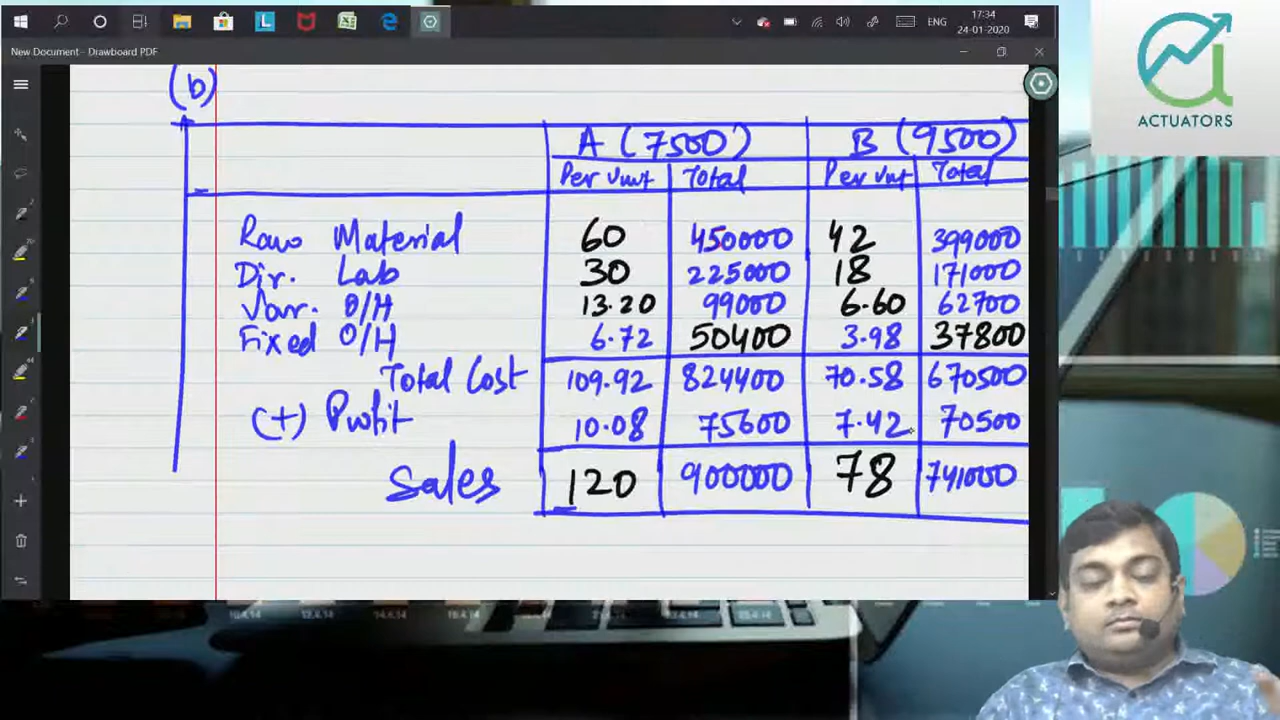 17:34
ENG
24-01-2020
New Document - Drawboard PDF
ACTUATORS
(b)
A (7500) B (9500)
Per Unit Total Per Unit Total
Raw Material 60 450000 42 399000
Dir. Lab 30 225000 18 171000
Var. O/H 13.20 99000 6.60 62700
Fixed O/H 6.72 50400 3.98 37800
Total Cost 109.92 824400 70.58 670500
(+) Profit 10.08 75600 7.42 70500
Sales 120 900000 78 741000